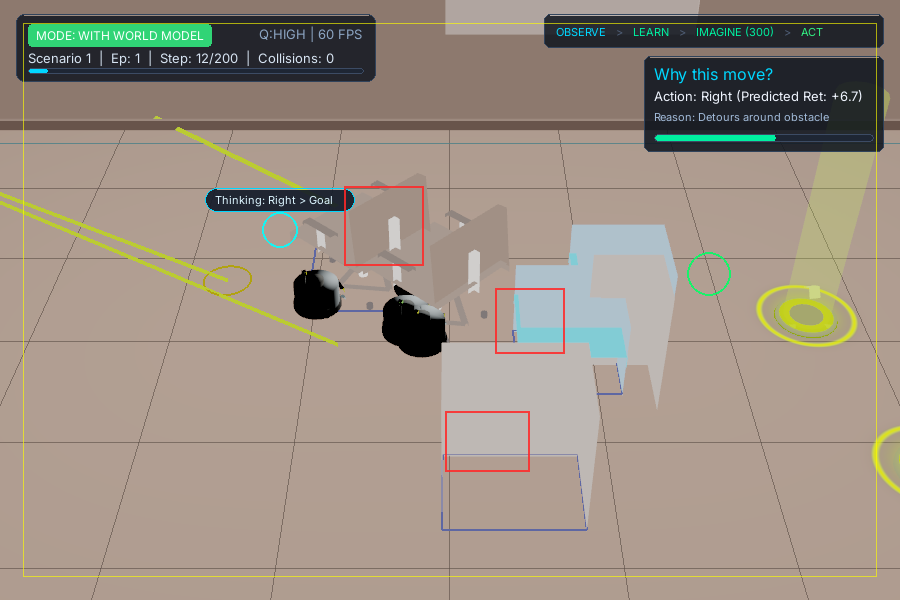 MODE: WITH WORLD MODEL
Q:HIGH | 60 FPS
Scenario 1 | Ep: 1 | Step: 12/200 | Collisions: 0
OBSERVE > LEARN > IMAGINE (300) > ACT
Why this move?
Action: Right (Predicted Ret: +6.7)
Reason: Detours around obstacle
Thinking: Right > Goal